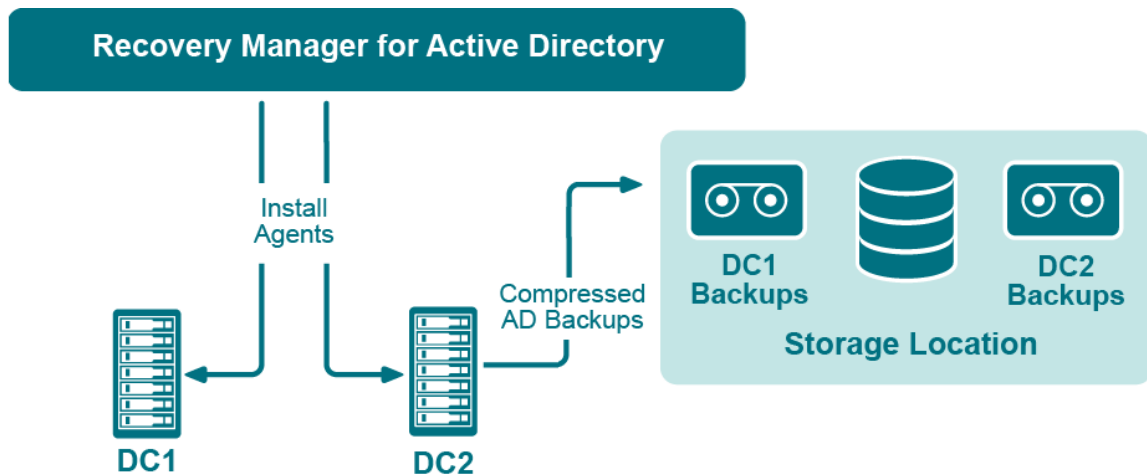 Recovery Manager for Active Directory
Install
Agents
Compressed
AD Backups
DC1
Backups
DC2
Backups
Storage Location
DC1
DC2